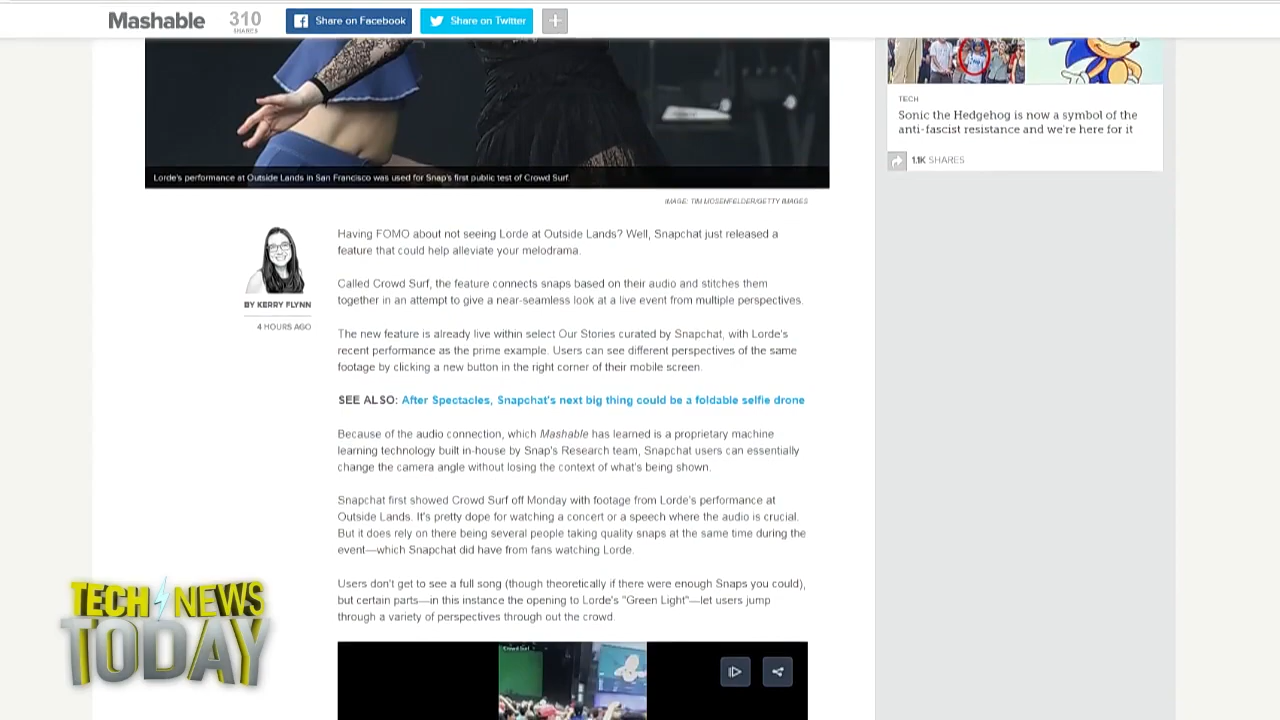 Mashable
310
SHARES
Share on Facebook
Share on Twitter
+
Lorde's performance at Outside Lands in San Francisco was used for Snap's first public test of Crowd Surf.
IMAGE: TIM MOSENFELDER/GETTY IMAGES
TECH
Sonic the Hedgehog is now a symbol of the
anti-fascist resistance and we're here for it
1.1K SHARES
BY KERRY FLYNN
4 HOURS AGO
Having FOMO about not seeing Lorde at Outside Lands? Well, Snapchat just released a
feature that could help alleviate your melodrama.
Called Crowd Surf, the feature connects snaps based on their audio and stitches them
together in an attempt to give a near-seamless look at a live event from multiple perspectives.
The new feature is already live within select Our Stories curated by Snapchat, with Lorde's
recent performance as the prime example. Users can see different perspectives of the same
footage by clicking a new button in the right corner of their mobile screen.
SEE ALSO: After Spectacles, Snapchat's next big thing could be a foldable selfie drone
Because of the audio connection, which Mashable has learned is a proprietary machine
learning technology built in-house by Snap's Research team, Snapchat users can essentially
change the camera angle without losing the context of what's being shown.
Snapchat first showed Crowd Surf off Monday with footage from Lorde's performance at
Outside Lands. It's pretty dope for watching a concert or a speech where the audio is crucial.
But it does rely on there being several people taking quality snaps at the same time during the
event—which Snapchat did have from fans watching Lorde.
Users don't get to see a full song (though theoretically if there were enough Snaps you could),
but certain parts—in this instance the opening to Lorde's "Green Light"—let users jump
through a variety of perspectives through out the crowd.
Crowd Surf
TECH NEWS
TODAY